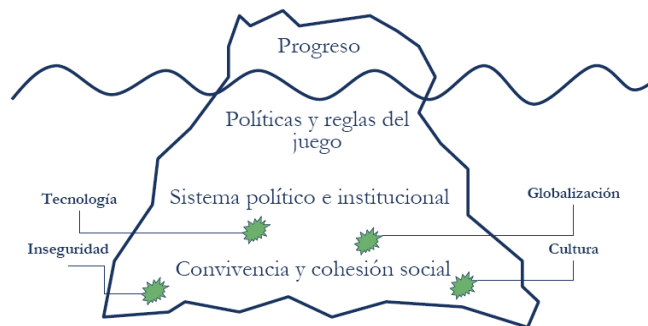 Progreso
Políticas y reglas del
juego
Sistema político e institucional
Tecnología
Globalización
Inseguridad
Cultura
Convivencia y cohesión social